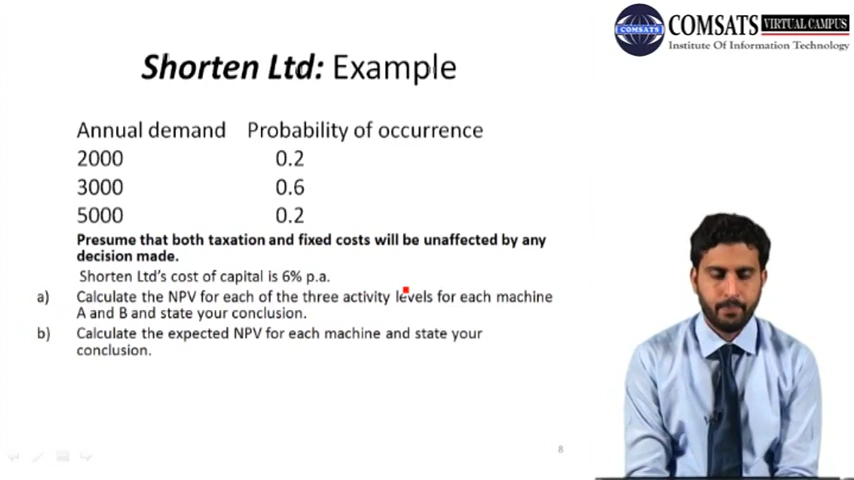 COMSATS
COMSATS VIRTUAL CAMPUS
Institute Of Information Technology
Shorten Ltd: Example
Annual demand Probability of occurrence
2000 0.2
3000 0.6
5000 0.2
Presume that both taxation and fixed costs will be unaffected by any
decision made.
Shorten Ltd's cost of capital is 6% p.a.
a) Calculate the NPV for each of the three activity levels for each machine
A and B and state your conclusion.
b) Calculate the expected NPV for each machine and state your
conclusion.
8